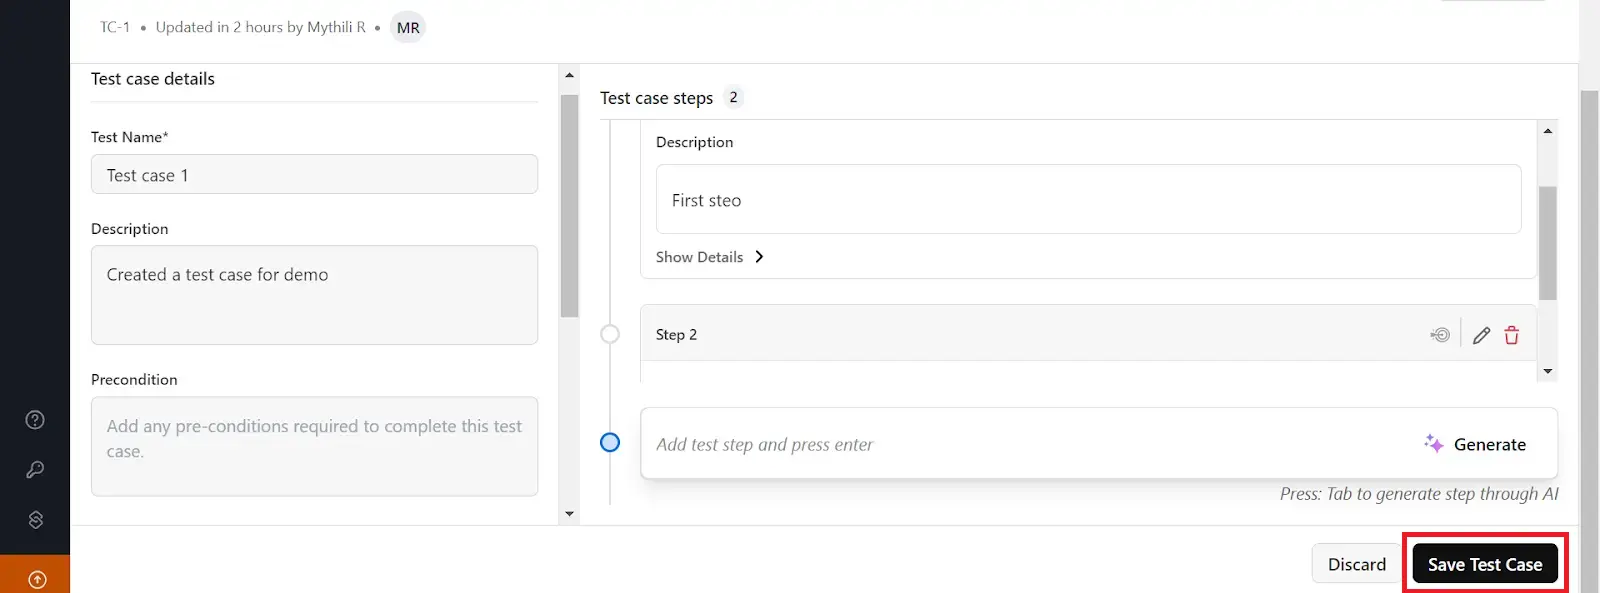 TC-1 • Updated in 2 hours by Mythili R • MR
Test case details
Test Name*
Test case 1
Description
Created a test case for demo
Precondition
Add any pre-conditions required to complete this test
case.
Test case steps 2
Description
First steo
Show Details
Step 2
Add test step and press enter
Generate
Press: Tab to generate step through AI
Discard
Save Test Case